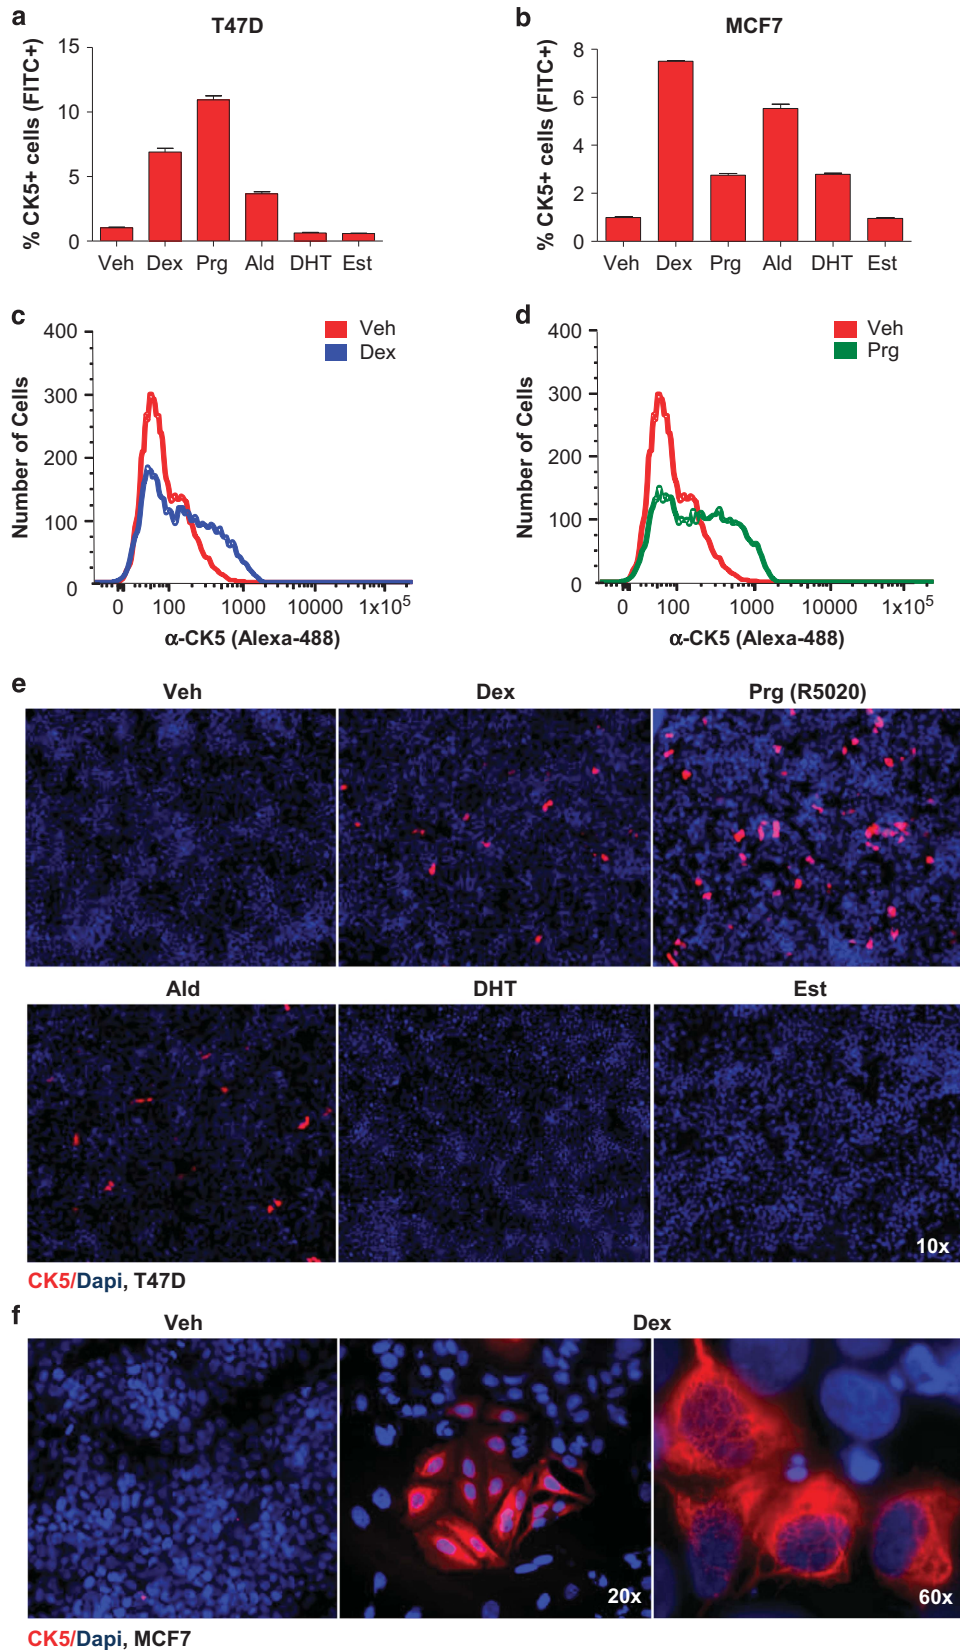 a
T47D
% CK5+ cells (FITC+)
15
10
5
0
Veh Dex Prg Ald DHT Est
b
MCF7
% CK5+ cells (FITC+)
8
6
4
2
0
Veh Dex Prg Ald DHT Est
c
Veh
Dex
Number of Cells
400
300
200
100
0
0 100 1000 10000 1x10⁵
α-CK5 (Alexa-488)
d
Veh
Prg
Number of Cells
400
300
200
100
0
0 100 1000 10000 1x10⁵
α-CK5 (Alexa-488)
e
Veh Dex Prg (R5020)
Ald DHT Est
10x
CK5/Dapi, T47D
f
Veh Dex
20x 60x
CK5/Dapi, MCF7